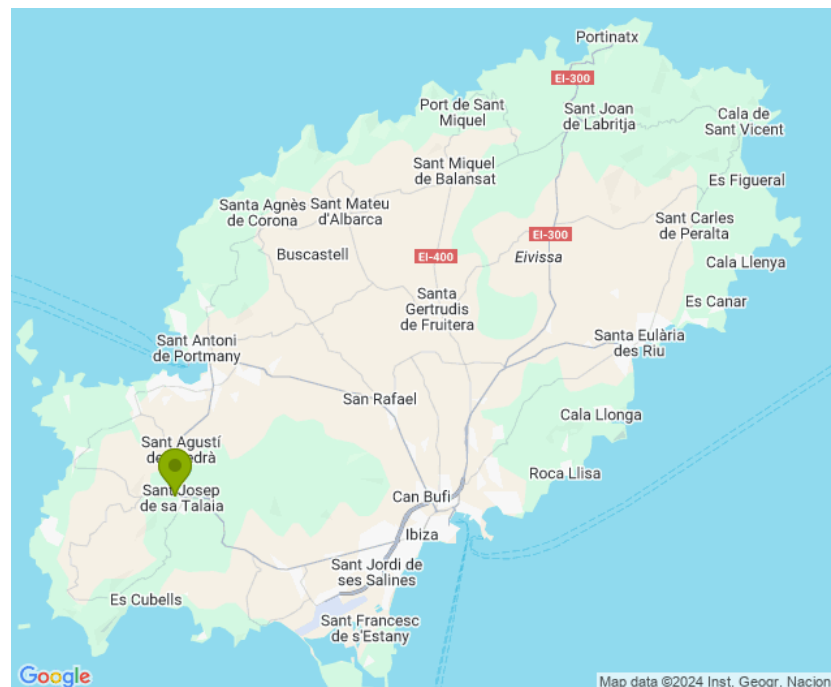 Portinatx
EI-300
Port de Sant
Miquel
Sant Joan
de Labritja
Cala de
Sant Vicent
Sant Miquel
de Balansat
Es Figueral
Santa Agnès
de Corona
Sant Mateu
d'Albarca
Sant Carles
de Peralta
EI-300
Buscastell
EI-400
Eivissa
Cala Llenya
Santa
Gertrudis
de Fruitera
Es Canar
Sant Antoni
de Portmany
Santa Eulària
des Riu
San Rafael
Cala Llonga
Sant Agustí
Roca Llisa
Sant Josep
de sa Talaia
Can Bufi
Ibiza
Sant Jordi de
ses Salines
Es Cubells
Sant Francesc
de s'Estany
Google
Map data ©2024 Inst. Geogr. Nacion